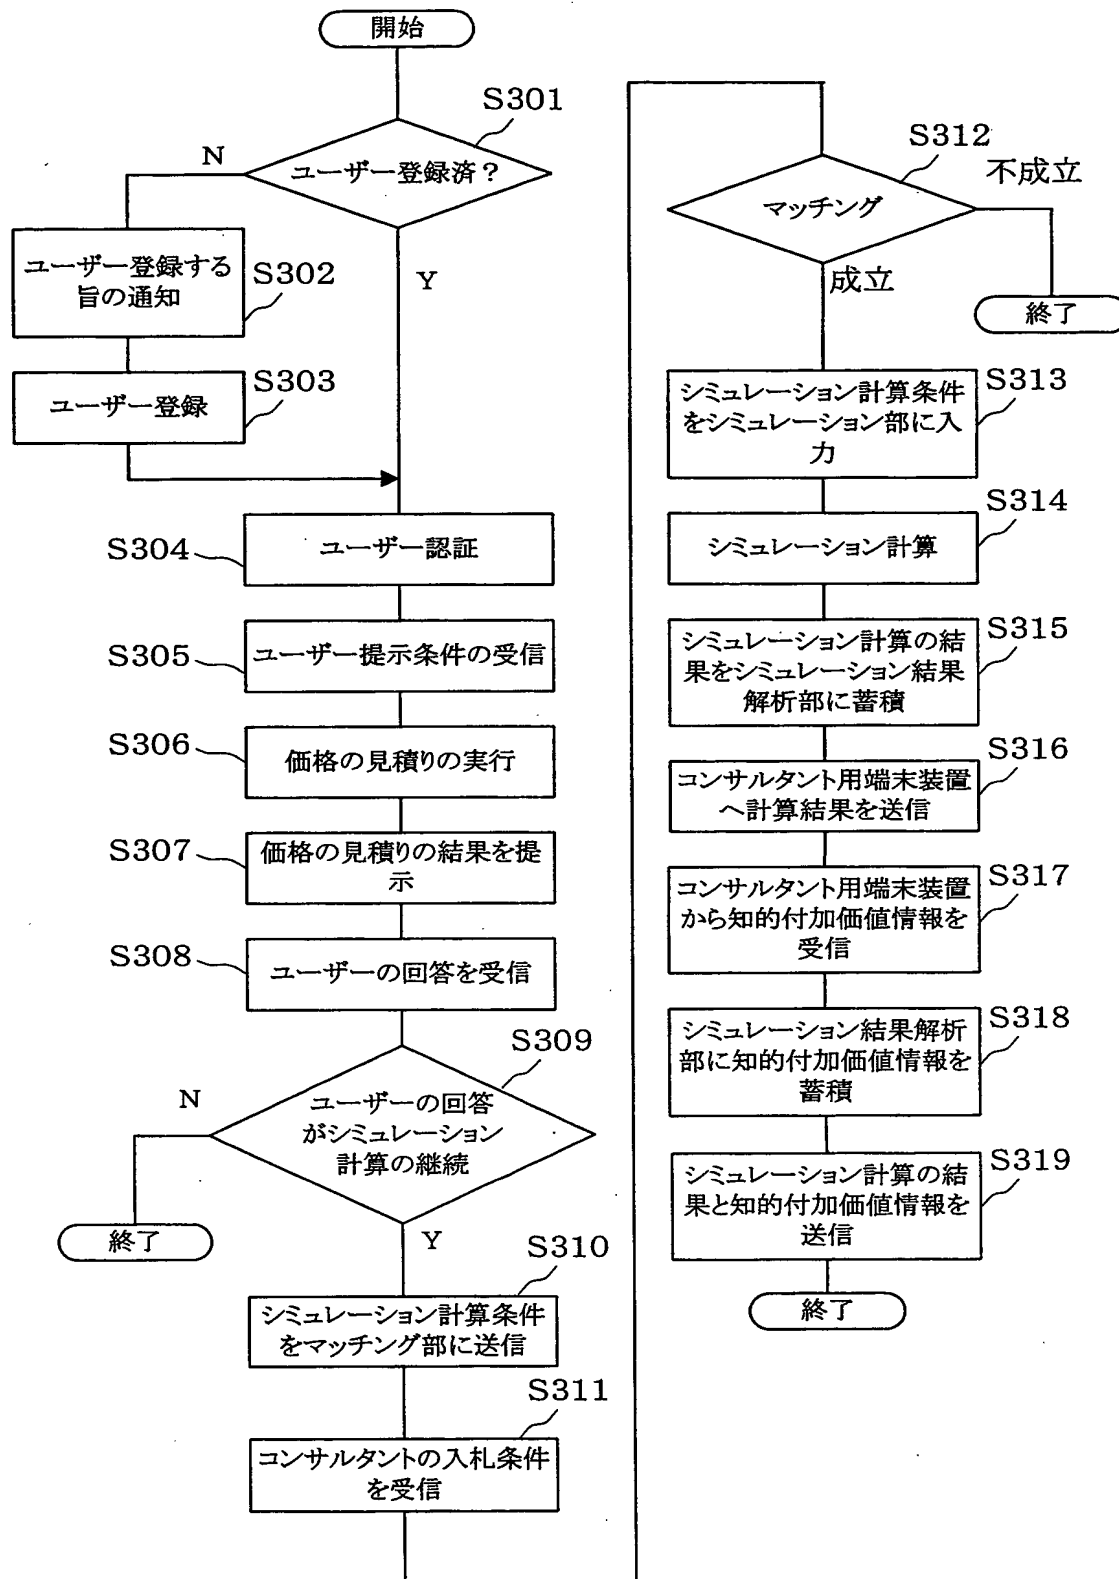 開始
S301
ユーザー登録済？
N
Y
ユーザー登録する
旨の通知
S302
ユーザー登録
S303
S304
ユーザー認証
S305
ユーザー提示条件の受信
S306
価格の見積りの実行
S307
価格の見積りの結果を提
示
S308
ユーザーの回答を受信
S309
ユーザーの回答
がシミュレーション
計算の継続
N
終了
Y
S310
シミュレーション計算条件
をマッチング部に送信
S311
コンサルタントの入札条件
を受信
S312
マッチング
不成立
終了
成立
S313
シミュレーション計算条件
をシミュレーション部に入
力
S314
シミュレーション計算
S315
シミュレーション計算の結
果をシミュレーション結果
解析部に蓄積
S316
コンサルタント用端末装置
へ計算結果を送信
S317
コンサルタント用端末装置
から知的付加価値情報を
受信
S318
シミュレーション結果解析
部に知的付加価値情報を
蓄積
S319
シミュレーション計算の結
果と知的付加価値情報を
送信
終了